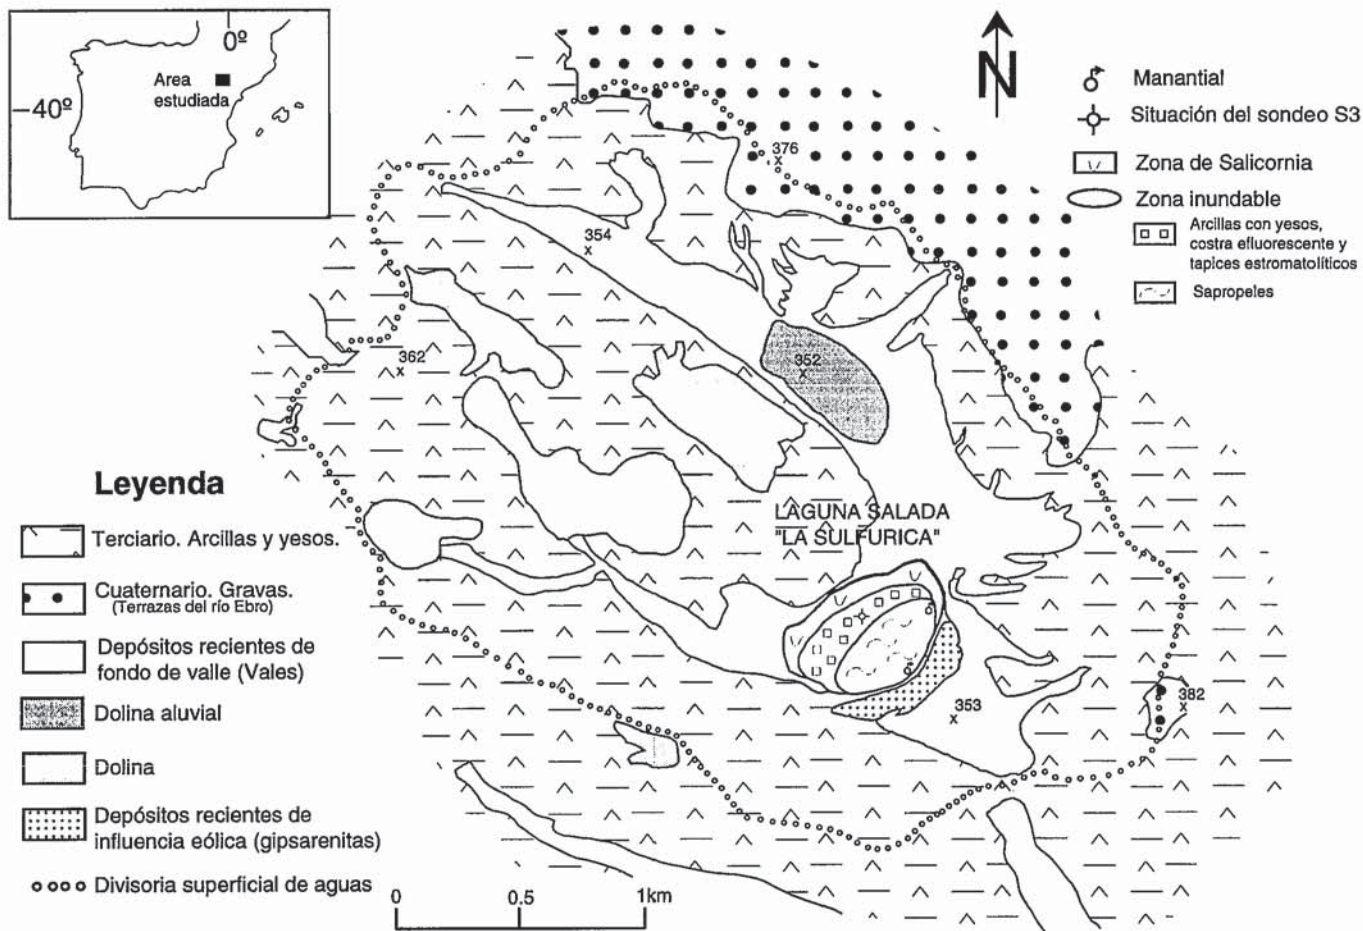 0º
Area
estudiada
–40º
N
Manantial
Situación del sondeo S3
Zona de Salicornia
Zona inundable
Arcillas con yesos,
costra efluorescente y
tapices estromatolíticos
Sapropeles
376
354
362
352
LAGUNA SALADA
"LA SULFURICA"
353
382
Leyenda
Terciario. Arcillas y yesos.
Cuaternario. Gravas.
(Terrazas del río Ebro)
Depósitos recientes de
fondo de valle (Vales)
Dolina aluvial
Dolina
Depósitos recientes de
influencia eólica (gipsarenitas)
Divisoria superficial de aguas
0 0.5 1km